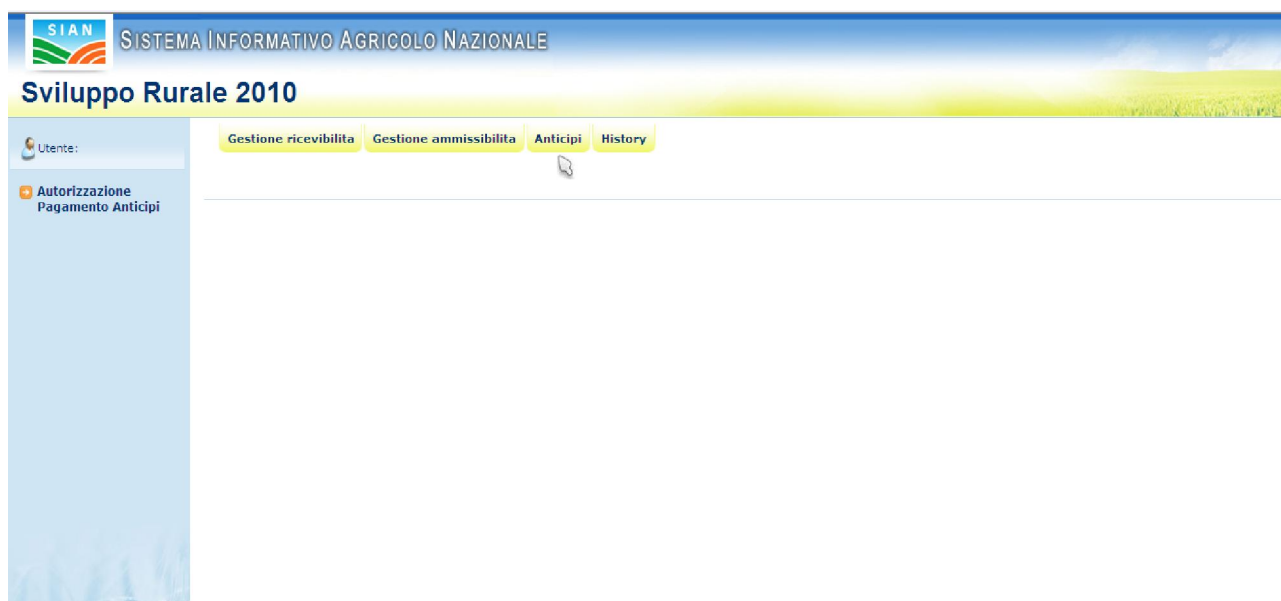 SIAN
SISTEMA INFORMATIVO AGRICOLO NAZIONALE
Sviluppo Rurale 2010
Utente:
Gestione ricevibilita Gestione ammissibilita Anticipi History
Autorizzazione
Pagamento Anticipi